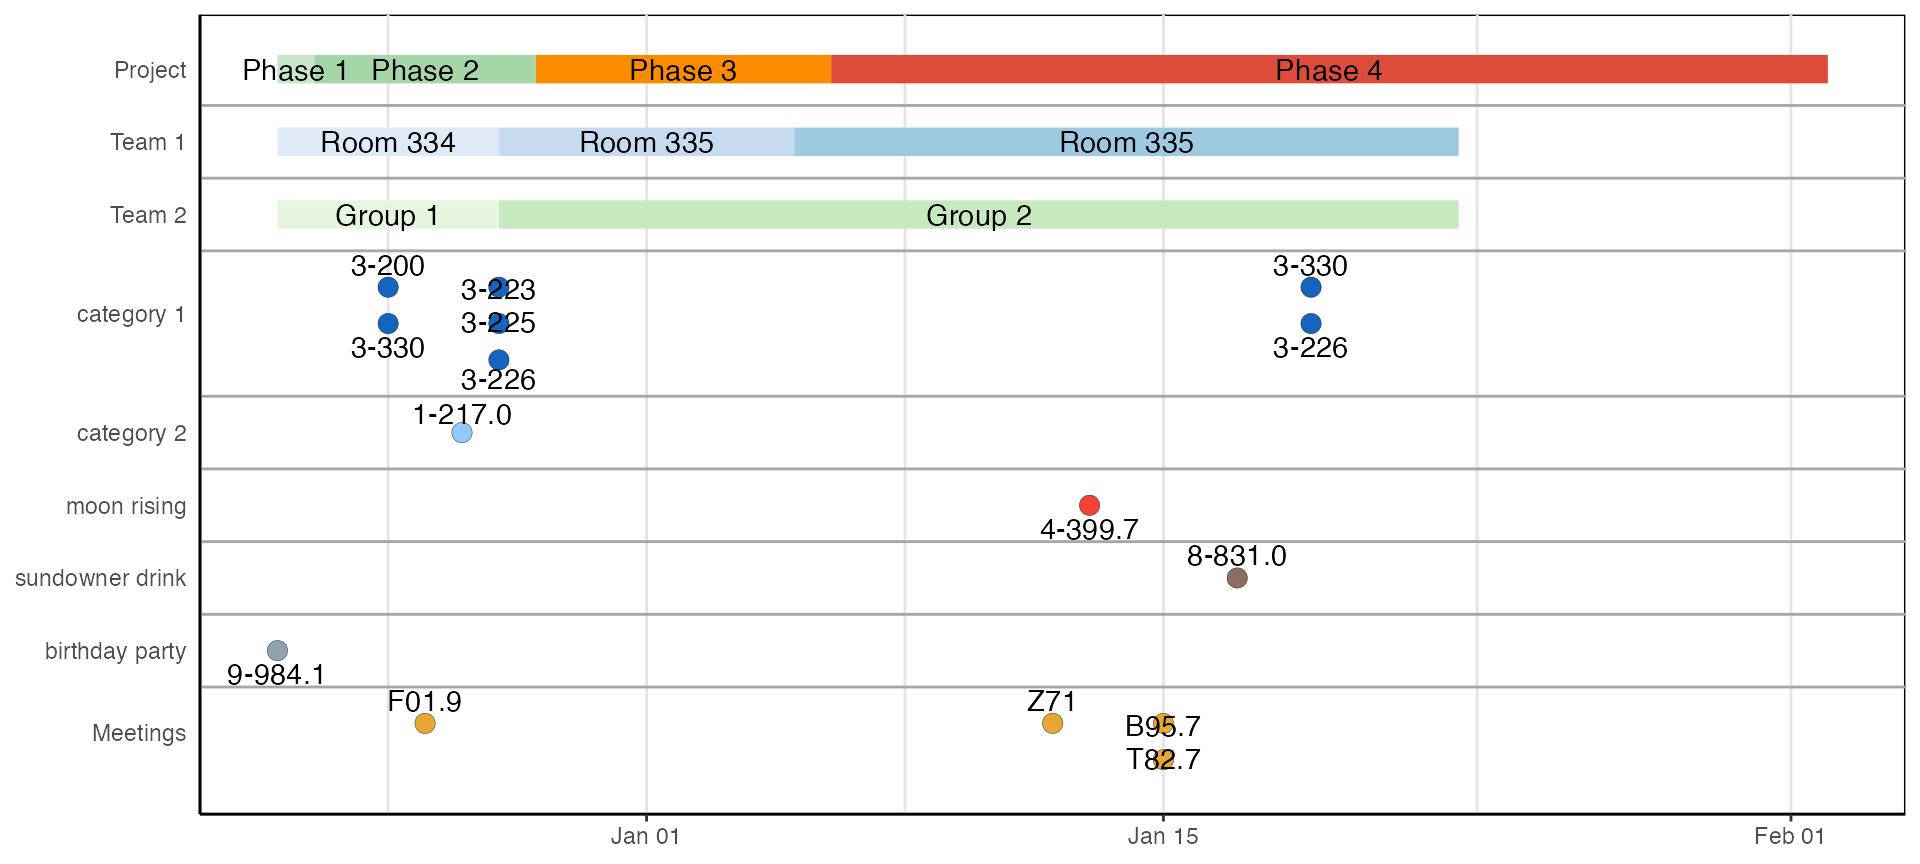 Project
Phase 1
Phase 2
Phase 3
Phase 4
Team 1
Room 334
Room 335
Room 335
Team 2
Group 1
Group 2
category 1
3-200
3-330
3-223
3-225
3-226
3-330
3-226
category 2
1-217.0
moon rising
4-399.7
sundowner drink
8-831.0
birthday party
9-984.1
Meetings
F01.9
Z71
B95.7
T82.7
Jan 01
Jan 15
Feb 01